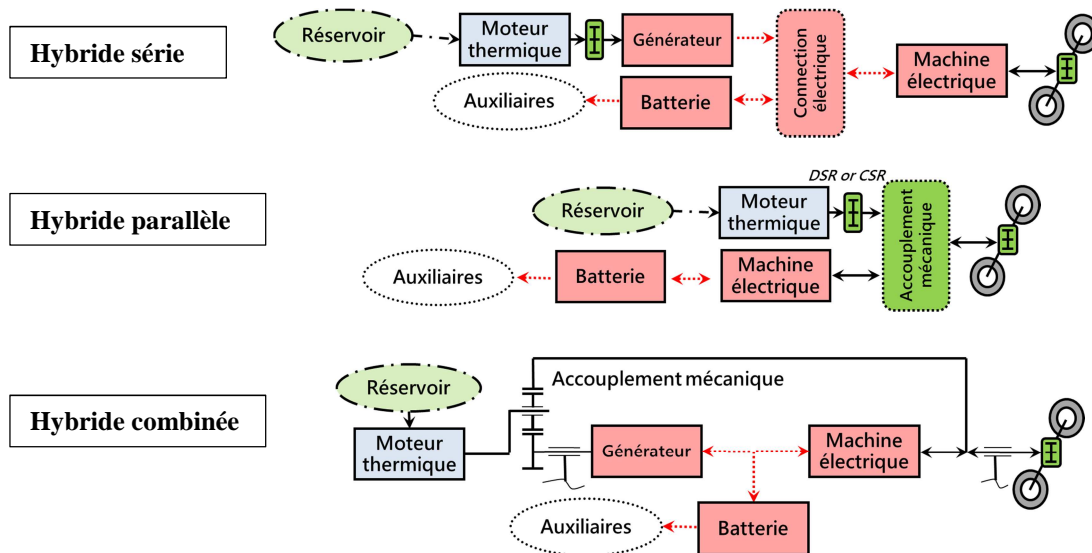 Hybride série
Réservoir
Moteur
thermique
Générateur
Connection
électrique
Machine
électrique
Auxiliaires
Batterie
Hybride parallèle
DSR or CSR
Réservoir
Moteur
thermique
Accouplement
mécanique
Auxiliaires
Batterie
Machine
électrique
Hybride combinée
Réservoir
Accouplement mécanique
Moteur
thermique
Générateur
Machine
électrique
Auxiliaires
Batterie